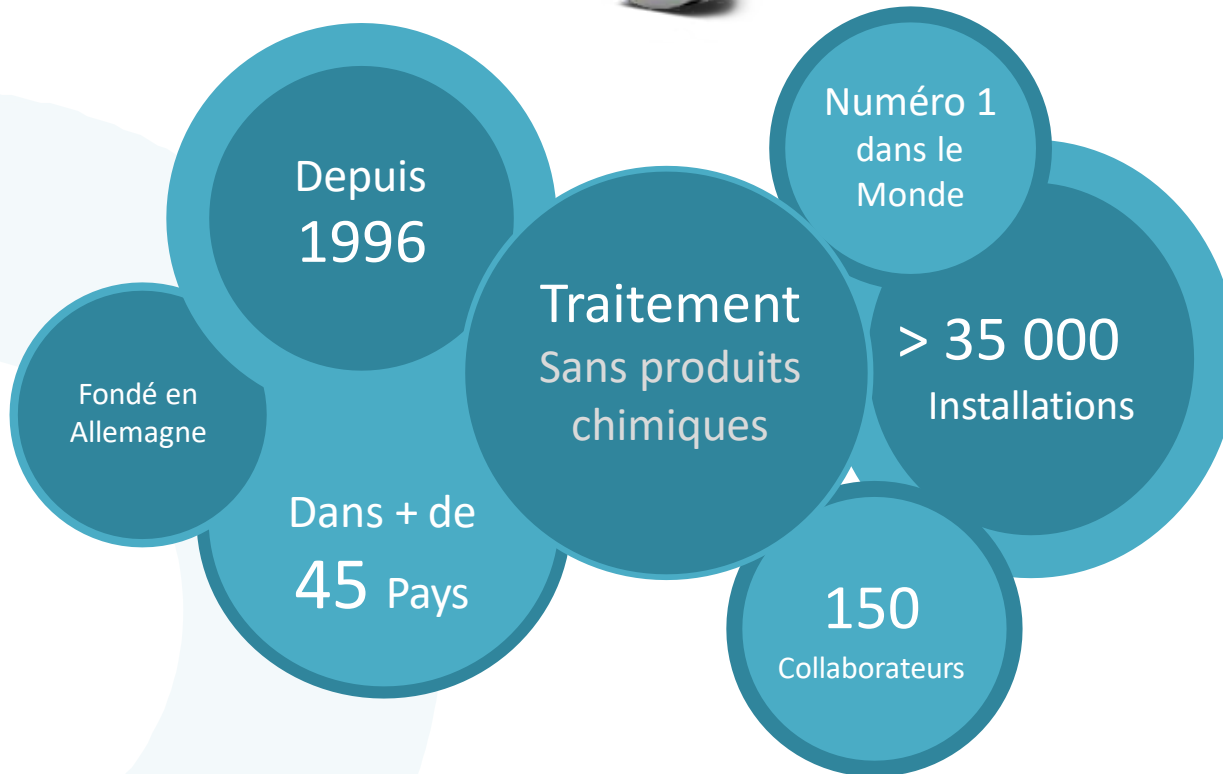 Numéro 1
dans le
Monde
Depuis
1996
Traitement
Sans produits
chimiques
> 35 000
Installations
Fondé en
Allemagne
Dans + de
45 Pays
150
Collaborateurs